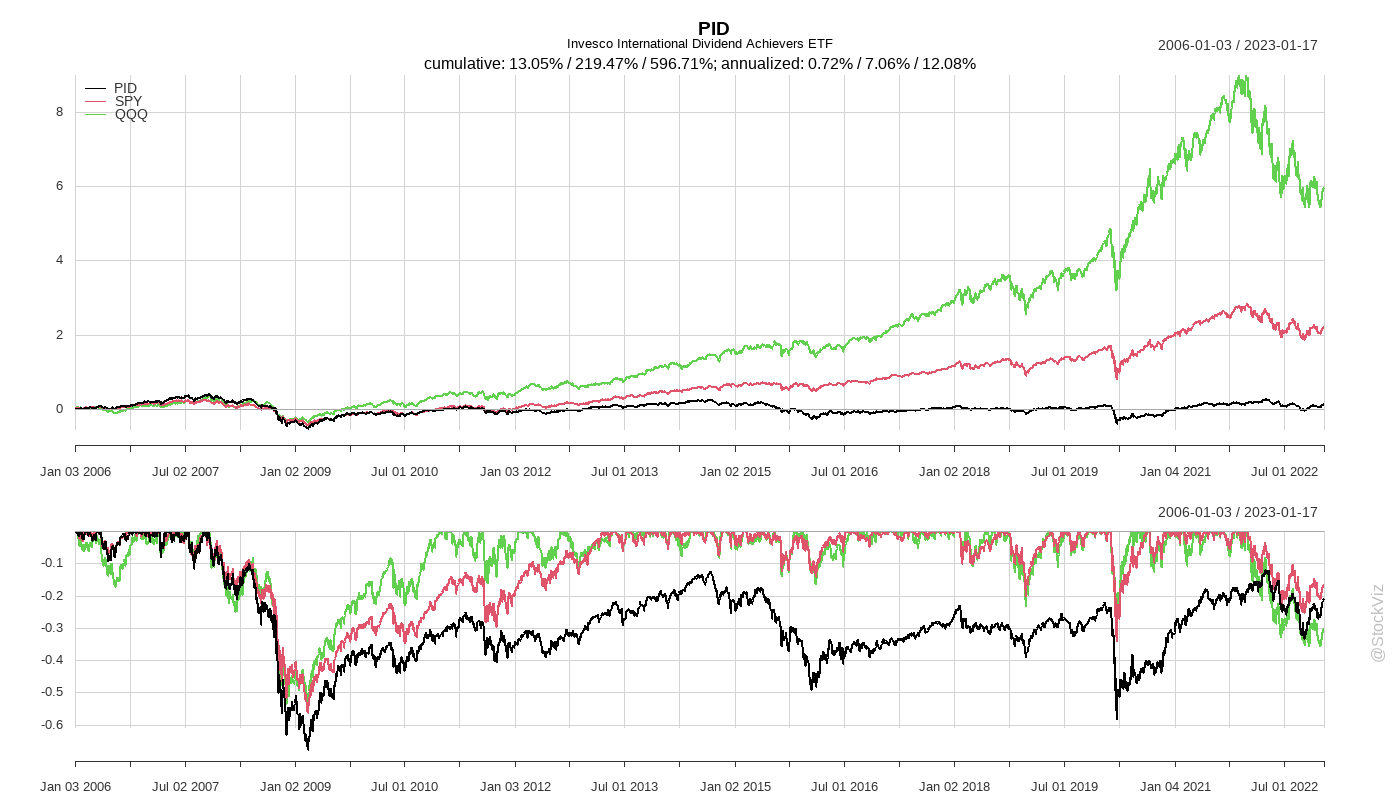 PID
Invesco International Dividend Achievers ETF
2006-01-03 / 2023-01-17
cumulative: 13.05% / 219.47% / 596.71%; annualized: 0.72% / 7.06% / 12.08%
PID
SPY
QQQ
8
6
4
2
0
Jan 03 2006 Jul 02 2007 Jan 02 2009 Jul 01 2010 Jan 03 2012 Jul 01 2013 Jan 02 2015 Jul 01 2016 Jan 02 2018 Jul 01 2019 Jan 04 2021 Jul 01 2022
2006-01-03 / 2023-01-17
-0.1
-0.2
-0.3
-0.4
-0.5
-0.6
Jan 03 2006 Jul 02 2007 Jan 02 2009 Jul 01 2010 Jan 03 2012 Jul 01 2013 Jan 02 2015 Jul 01 2016 Jan 02 2018 Jul 01 2019 Jan 04 2021 Jul 01 2022
@StockViz